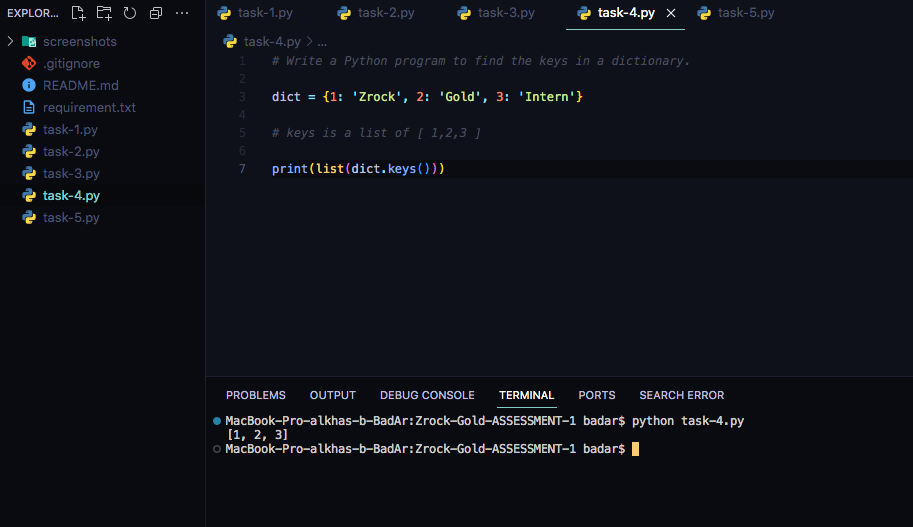 EXPLOR...
screenshots
.gitignore
README.md
requirement.txt
task-1.py
task-2.py
task-3.py
task-4.py
task-5.py
task-1.py task-2.py task-3.py task-4.py task-5.py
task-4.py > ...
1 # Write a Python program to find the keys in a dictionary.
2
3 dict = {1: 'Zrock', 2: 'Gold', 3: 'Intern'}
4
5 # keys is a list of [ 1,2,3 ]
6
7 print(list(dict.keys()))
PROBLEMS OUTPUT DEBUG CONSOLE TERMINAL PORTS SEARCH ERROR
MacBook-Pro-alkhas-b-BadAr:Zrock-Gold-ASSESSMENT-1 badar$ python task-4.py
[1, 2, 3]
MacBook-Pro-alkhas-b-BadAr:Zrock-Gold-ASSESSMENT-1 badar$